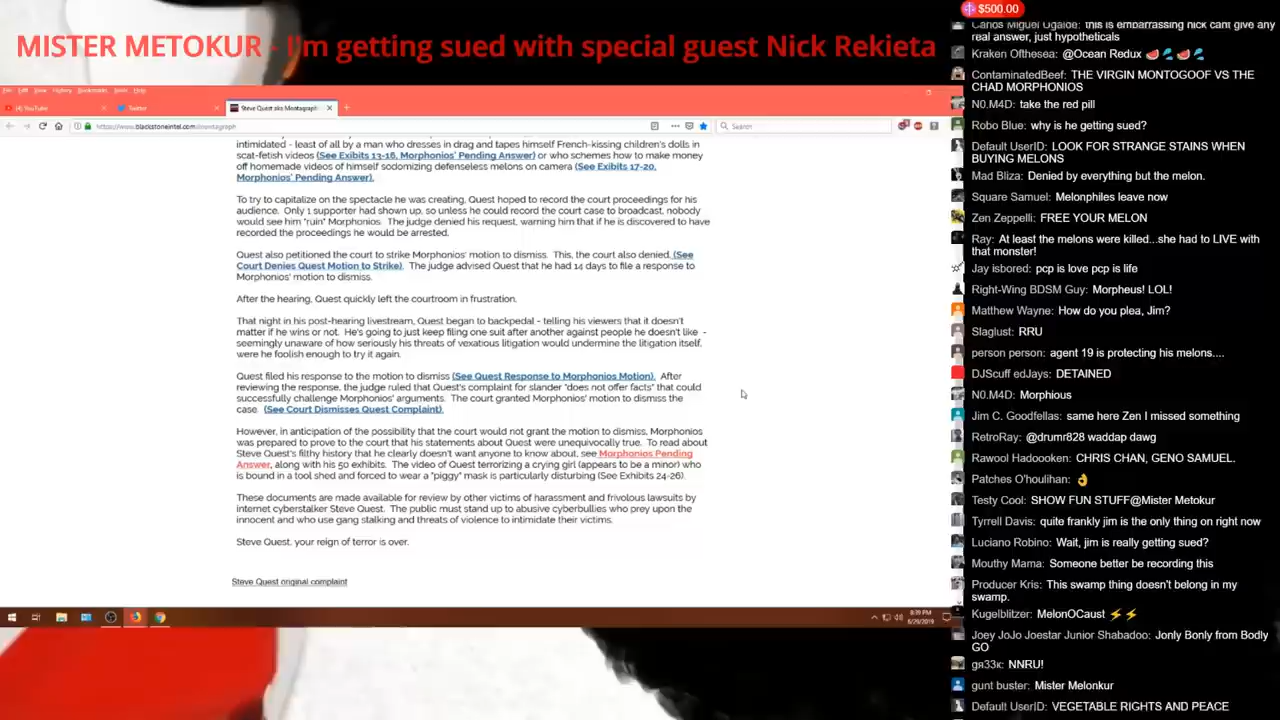 MISTER METOKUR - I'm getting sued with special guest Nick Rekieta
$500.00
File Edit View History Bookmarks Tools Help
(4) YouTube
Twitter
Steve Quest aka Montagraph
https://www.blackstoneintel.com/montagraph
Search
intimidated - least of all by a man who dresses in drag and tapes himself French-kissing children's dolls in
scat-fetish videos (See Exibits 13-16, Morphonios' Pending Answer) or who schemes how to make money
off homemade videos of himself sodomizing defenseless melons on camera (See Exibits 17-20,
Morphonios' Pending Answer).
To try to capitalize on the spectacle he was creating, Quest hoped to record the court proceedings for his
audience. Only 1 supporter had shown up, so unless he could record the court case to broadcast, nobody
would see him "ruin" Morphonios. The judge denied his request, warning him that if he is discovered to have
recorded the proceedings he would be arrested.
Quest also petitioned the court to strike Morphonios' motion to dismiss. This, the court also denied. (See
Court Denies Quest Motion to Strike). The judge advised Quest that he had 14 days to file a response to
Morphonios' motion to dismiss.
After the hearing, Quest quickly left the courtroom in frustration.
That night in his post-hearing livestream, Quest began to backpedal - telling his viewers that it doesn't
matter if he wins or not. He's going to just keep filing one suit after another against people he doesn't like -
seemingly unaware of how seriously his threats of vexatious litigation would undermine the litigation itself,
were he foolish enough to try it again.
Quest filed his response to the motion to dismiss (See Quest Response to Morphonios Motion). After
reviewing the response, the judge ruled that Quest's complaint for slander "does not offer facts" that could
successfully challenge Morphonios' arguments. The court granted Morphonios' motion to dismiss the
case. (See Court Dismisses Quest Complaint).
However, in anticipation of the possibility that the court would not grant the motion to dismiss, Morphonios
was prepared to prove to the court that his statements about Quest were unequivocally true. To read about
Steve Quest's filthy history that he clearly doesn't want anyone to know about, see Morphonios Pending
Answer, along with his 50 exhibits. The video of Quest terrorizing a crying girl (appears to be a minor) who
is bound in a tool shed and forced to wear a "piggy" mask is particularly disturbing (See Exhibits 24-26).
These documents are made available for review by other victims of harassment and frivolous lawsuits by
internet cyberstalker Steve Quest. The public must stand up to abusive cyberbullies who prey upon the
innocent and who use gang stalking and threats of violence to intimidate their victims.
Steve Quest, your reign of terror is over.
Steve Quest original complaint
8:39 PM
6/29/2019
Carlos Miguel Ugalde: this is embarrassing nick cant give any
real answer, just hypotheticals
Kraken Ofthesea: @Ocean Redux 🍉💦🍉💦
ContaminatedBeef: THE VIRGIN MONTOGOOF VS THE
CHAD MORPHONIOS
N0.M4D: take the red pill
Robo Blue: why is he getting sued?
Default UserID: LOOK FOR STRANGE STAINS WHEN
BUYING MELONS
Mad Bliza: Denied by everything but the melon.
Square Samuel: Melonphiles leave now
Zen Zeppelli: FREE YOUR MELON
Ray: At least the melons were killed...she had to LIVE with
that monster!
Jay isbored: pcp is love pcp is life
Right-Wing BDSM Guy: Morpheus! LOL!
Matthew Wayne: How do you plea, Jim?
Slaglust: RRU
person person: agent 19 is protecting his melons....
DJScuff edJays: DETAINED
N0.M4D: Morphious
Jim C. Goodfellas: same here Zen I missed something
RetroRay: @drumr828 waddap dawg
Rawool Hadoooken: CHRIS CHAN, GENO SAMUEL.
Patches O'houlihan: 👌
Testy Cool: SHOW FUN STUFF@Mister Metokur
Tyrrell Davis: quite frankly jim is the only thing on right now
Luciano Robino: Wait, jim is really getting sued?
Mouthy Mama: Someone better be recording this
Producer Kris: This swamp thing doesn't belong in my
swamp.
Kugelblitzer: MelonOCaust ⚡⚡
Joey JoJo Joestar Junior Shabadoo: Jonly Bonly from Bodly
GO
gя33к: NNRU!
gunt buster: Mister Melonkur
Default UserID: VEGETABLE RIGHTS AND PEACE